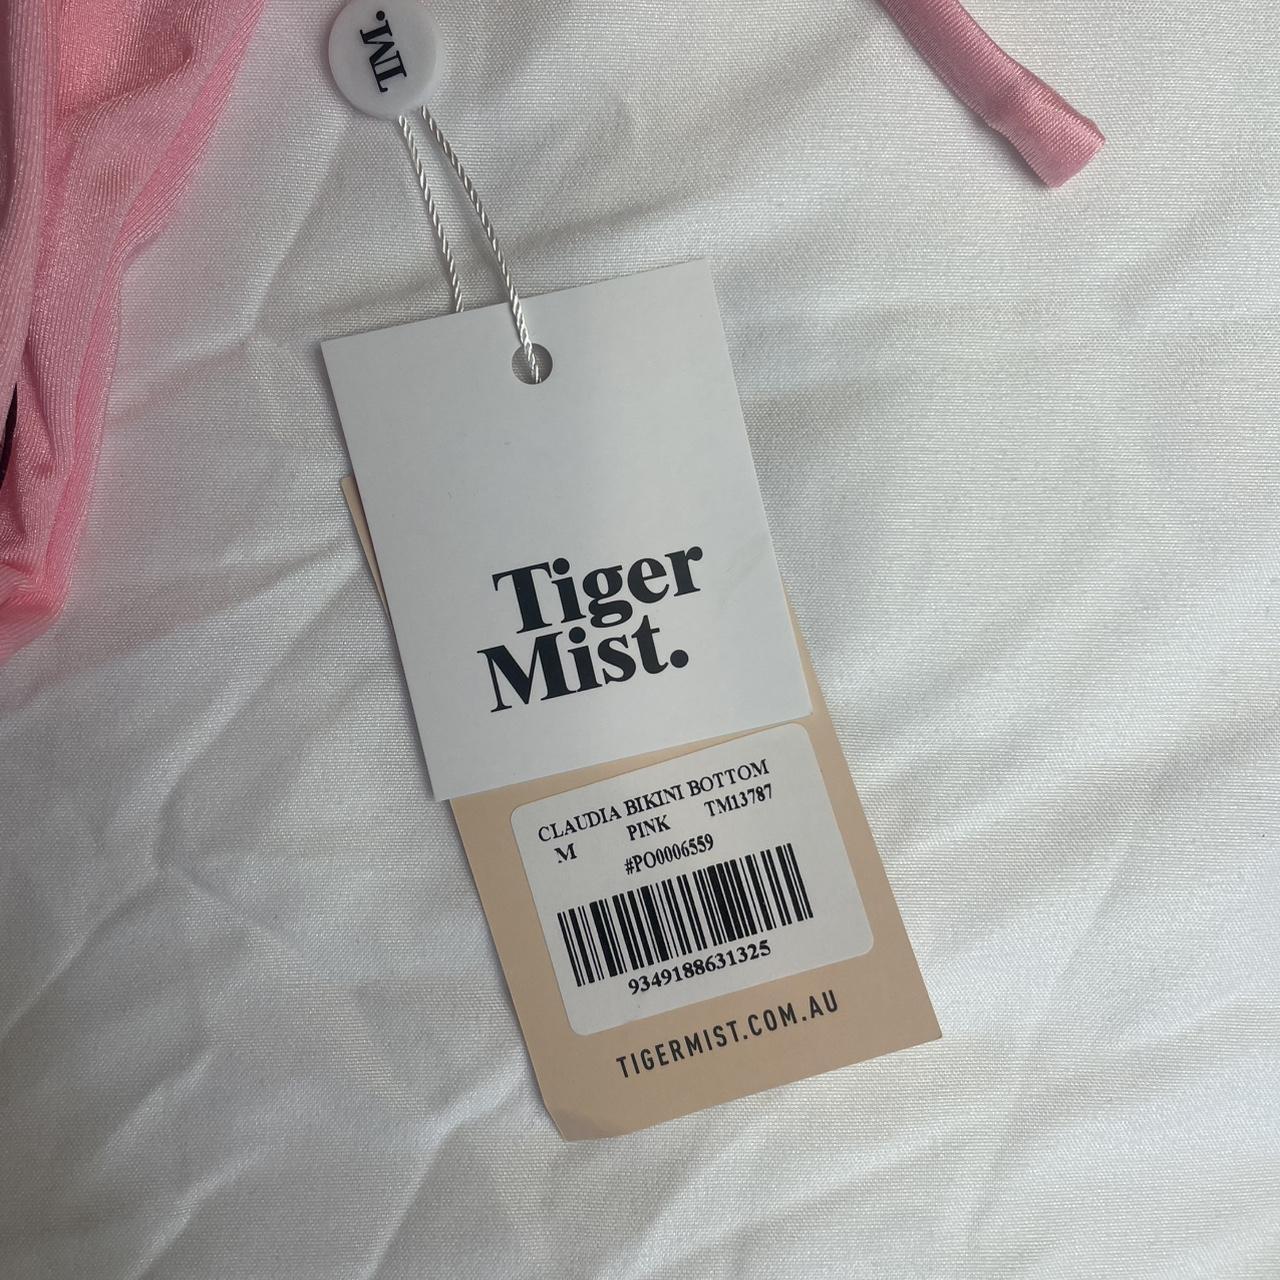 TM.
Tiger
Mist.
CLAUDIA BIKINI BOTTOM
M PINK TM13787
#PO0006559
9349188631325
TIGERMIST.COM.AU